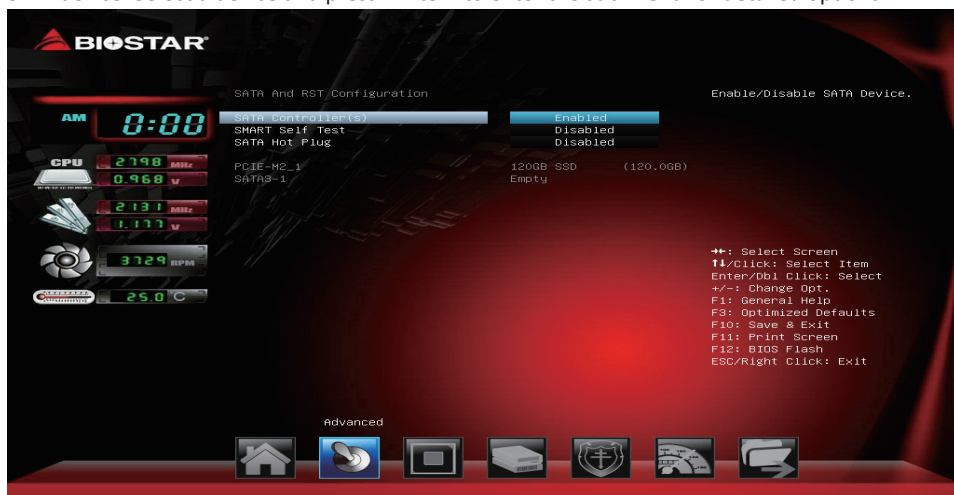 BIOSTAR
SATA And RST Configuration
SATA Controller(s) Enabled
SMART Self Test Disabled
SATA Hot Plug Disabled
PCIE-M2_1 120GB SSD (120.0GB)
SATA3-1 Empty
Enable/Disable SATA Device.
AM 0:00
CPU 2798 MHz
0.968 V
2131 MHz
1.177 V
3729 RPM
25.0 C
→←: Select Screen
↑↓/Click: Select Item
Enter/Dbl Click: Select
+/-: Change Opt.
F1: General Help
F3: Optimized Defaults
F10: Save & Exit
F11: Print Screen
F12: BIOS Flash
ESC/Right Click: Exit
Advanced